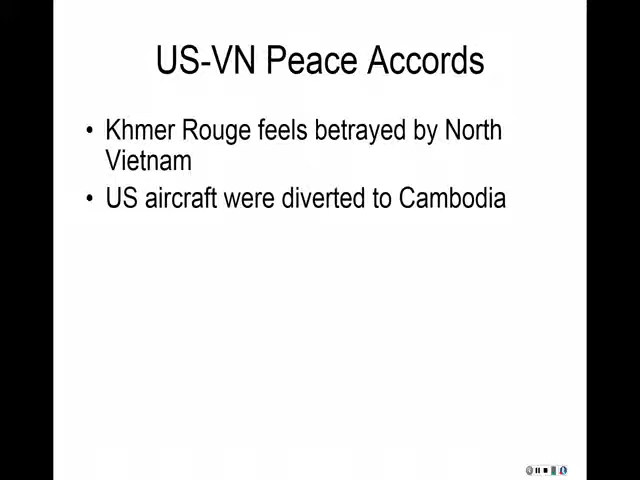 US-VN Peace Accords
• Khmer Rouge feels betrayed by North
Vietnam
• US aircraft were diverted to Cambodia